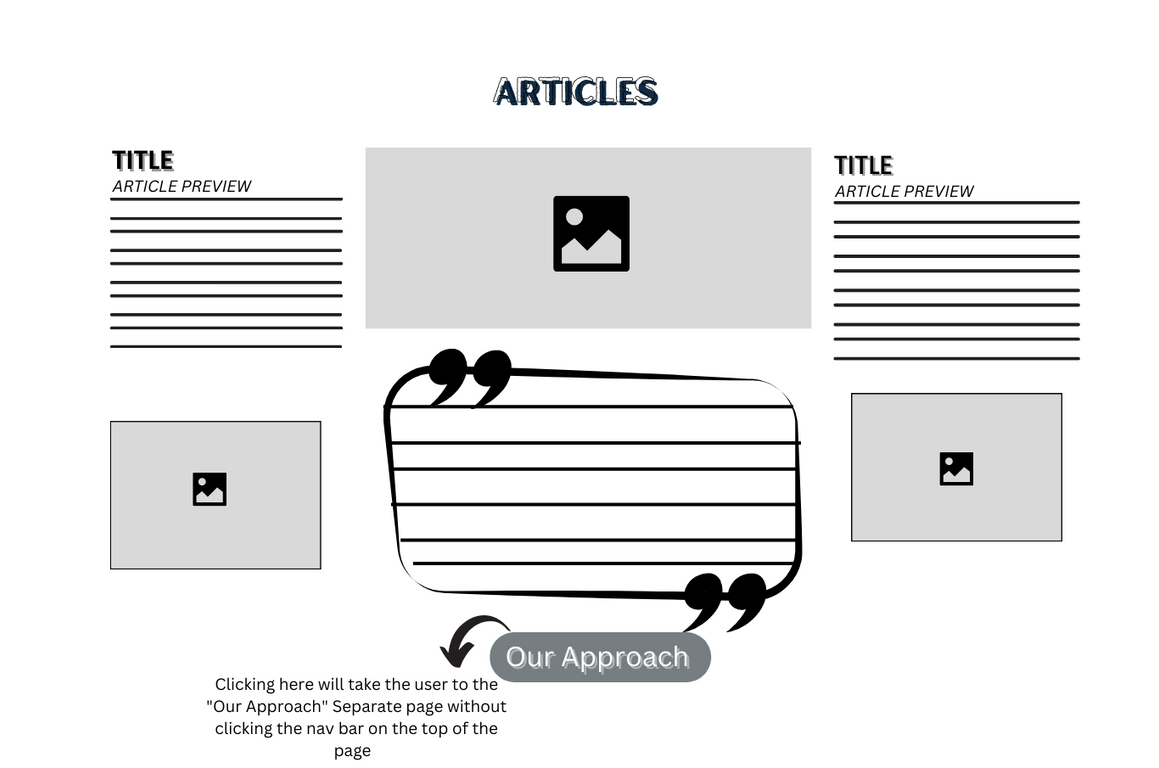 ARTICLES
TITLE
ARTICLE PREVIEW
TITLE
ARTICLE PREVIEW
Our Approach
Clicking here will take the user to the
"Our Approach" Separate page without
clicking the nav bar on the top of the
page